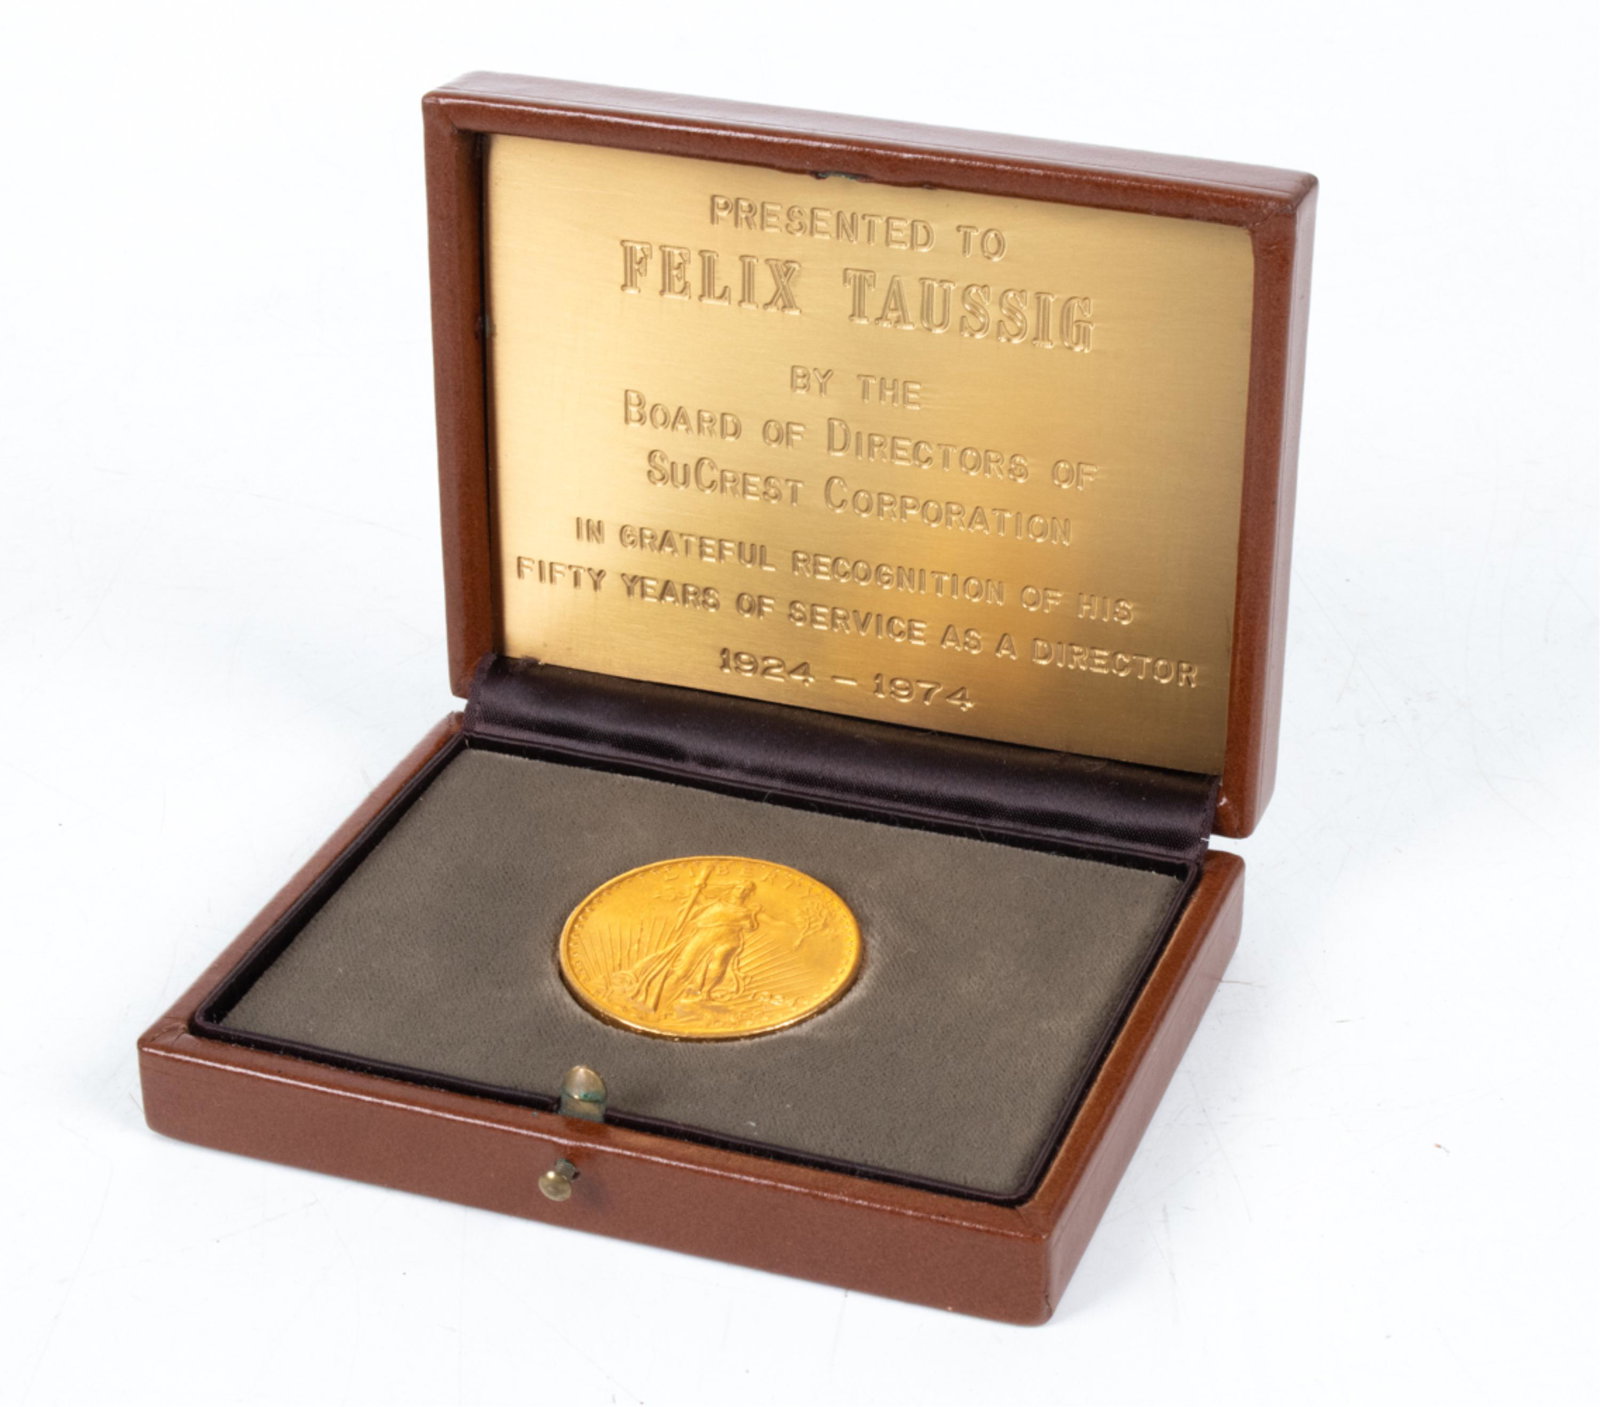 PRESENTED TO
FELIX TAUSSIG
BY THE
BOARD OF DIRECTORS OF
SUCREST CORPORATION
IN GRATEFUL RECOGNITION OF HIS
FIFTY YEARS OF SERVICE AS A DIRECTOR
1924 – 1974
LIBERTY